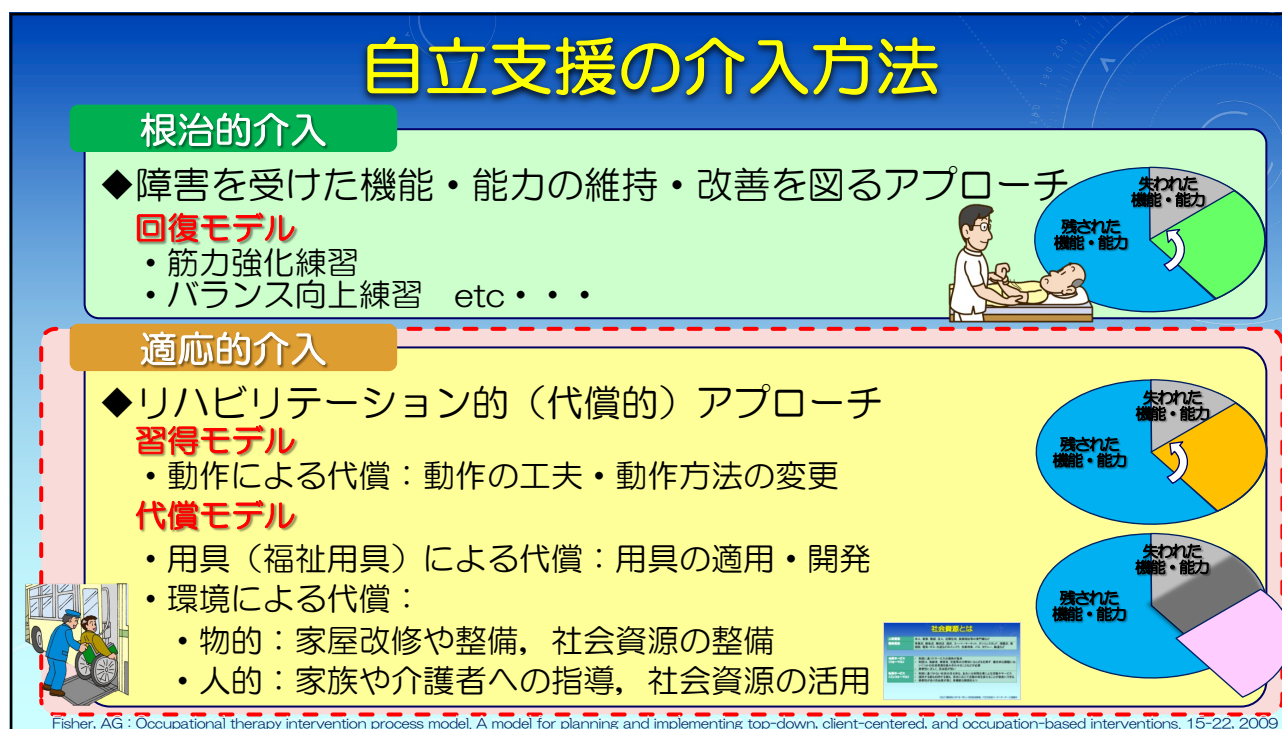 自立支援の介入方法
根治的介入
◆障害を受けた機能・能力の維持・改善を図るアプローチ
回復モデル
・筋力強化練習
・バランス向上練習　etc・・・
失われた
機能・能力
残された
機能・能力
適応的介入
◆リハビリテーション的（代償的）アプローチ
習得モデル
・動作による代償：動作の工夫・動作方法の変更
代償モデル
・用具（福祉用具）による代償：用具の適用・開発
・環境による代償：
・物的：家屋改修や整備，社会資源の整備
・人的：家族や介護者への指導，社会資源の活用
失われた
機能・能力
残された
機能・能力
失われた
機能・能力
残された
機能・能力
社会資源とは
Fisher, AG : Occupational therapy intervention process model. A model for planning and implementing top-down, client-centered, and occupation-based interventions. 15-22, 2009